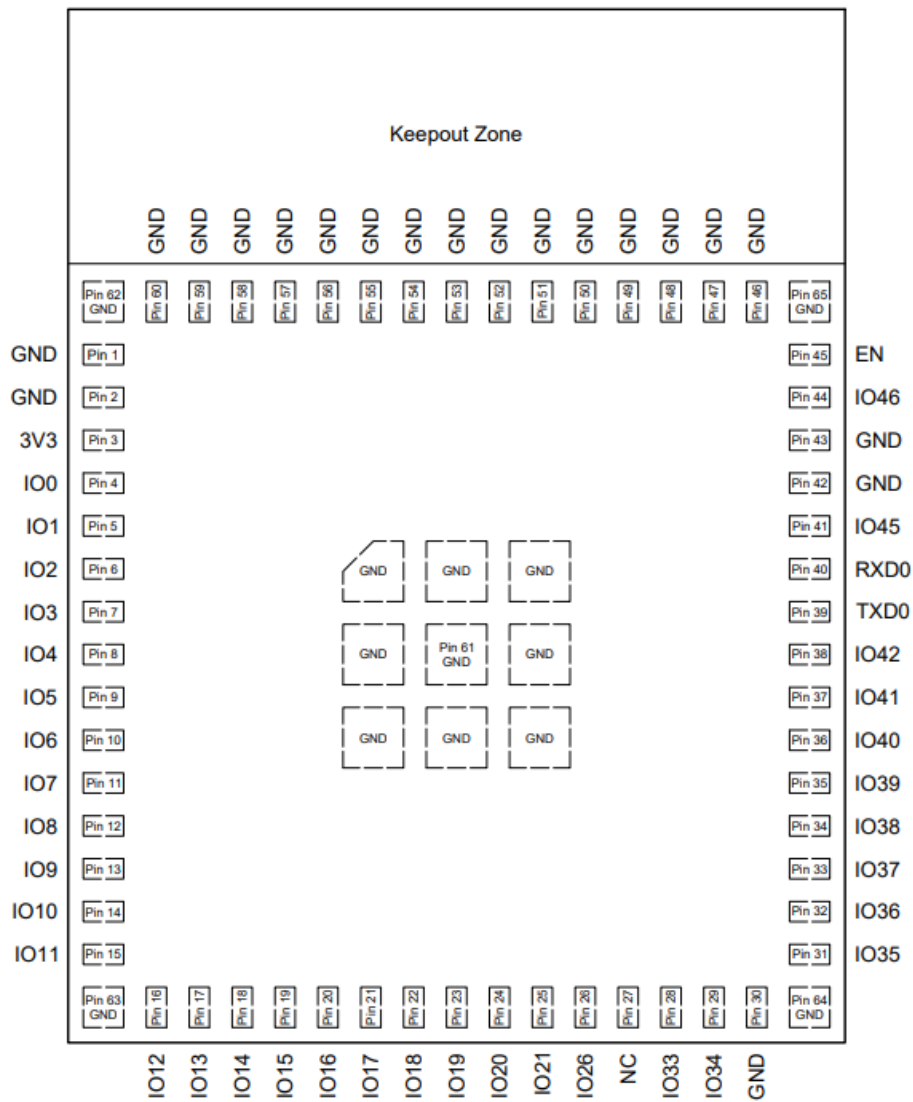 Keepout Zone
GND GND GND GND GND GND GND GND GND GND GND GND GND GND GND
Pin 62 GND Pin 60 Pin 59 Pin 58 Pin 57 Pin 56 Pin 55 Pin 54 Pin 53 Pin 52 Pin 51 Pin 50 Pin 49 Pin 48 Pin 47 Pin 46 Pin 65 GND
GND Pin 1 Pin 45 EN
GND Pin 2 Pin 44 IO46
3V3 Pin 3 Pin 43 GND
IO0 Pin 4 Pin 42 GND
IO1 Pin 5 Pin 41 IO45
IO2 Pin 6 GND GND GND Pin 40 RXD0
IO3 Pin 7 Pin 39 TXD0
IO4 Pin 8 GND Pin 61 GND GND Pin 38 IO42
IO5 Pin 9 Pin 37 IO41
IO6 Pin 10 GND GND GND Pin 36 IO40
IO7 Pin 11 Pin 35 IO39
IO8 Pin 12 Pin 34 IO38
IO9 Pin 13 Pin 33 IO37
IO10 Pin 14 Pin 32 IO36
IO11 Pin 15 Pin 31 IO35
Pin 63 GND Pin 16 Pin 17 Pin 18 Pin 19 Pin 20 Pin 21 Pin 22 Pin 23 Pin 24 Pin 25 Pin 26 Pin 27 Pin 28 Pin 29 Pin 30 Pin 64 GND
IO12 IO13 IO14 IO15 IO16 IO17 IO18 IO19 IO20 IO21 IO26 NC IO33 IO34 GND